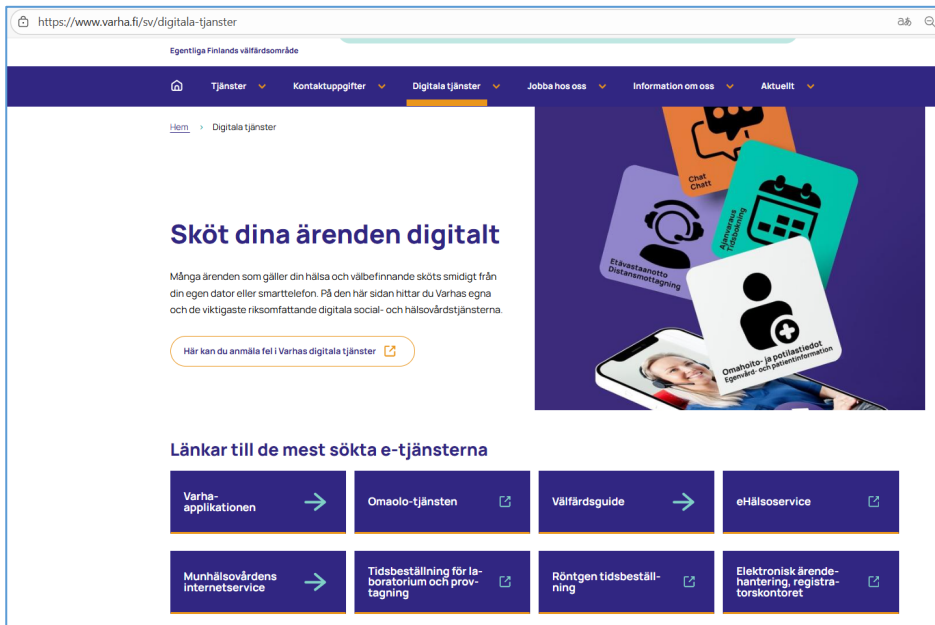 https://www.varha.fi/sv/digitala-tjanster
Egentliga Finlands välfärdsområde
Tjänster Kontaktuppgifter Digitala tjänster Jobba hos oss Information om oss Aktuellt
Hem > Digitala tjänster
Chat
Chatt
Ajanvaraus
Tidsbokning
Etävastaanotto
Distansmottagning
Omahoito- ja potilastiedot
Egenvård- och patientinformation
Sköt dina ärenden digitalt
Många ärenden som gäller din hälsa och välbefinnande sköts smidigt från
din egen dator eller smarttelefon. På den här sidan hittar du Varhas egna
och de viktigaste riksomfattande digitala social- och hälsovårdstjänsterna.
Här kan du anmäla fel i Varhas digitala tjänster
Länkar till de mest sökta e-tjänsterna
Varha-
applikationen
Omaolo-tjänsten
Välfärdsguide
eHälsoservice
Munhälsovårdens
internetservice
Tidsbeställning för la-
boratorium och prov-
tagning
Röntgen tidsbeställ-
ning
Elektronisk ärende-
hantering, registra-
torskontoret